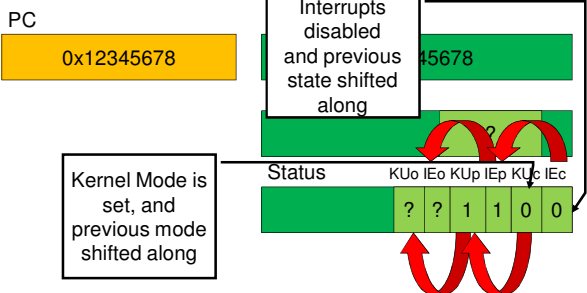 PC
0x12345678
Interrupts
disabled
and previous
state shifted
along
45678
?
Kernel Mode is
set, and
previous mode
shifted along
Status
KUo IEo KUp IEp KUc IEc
? ? 1 1 0 0